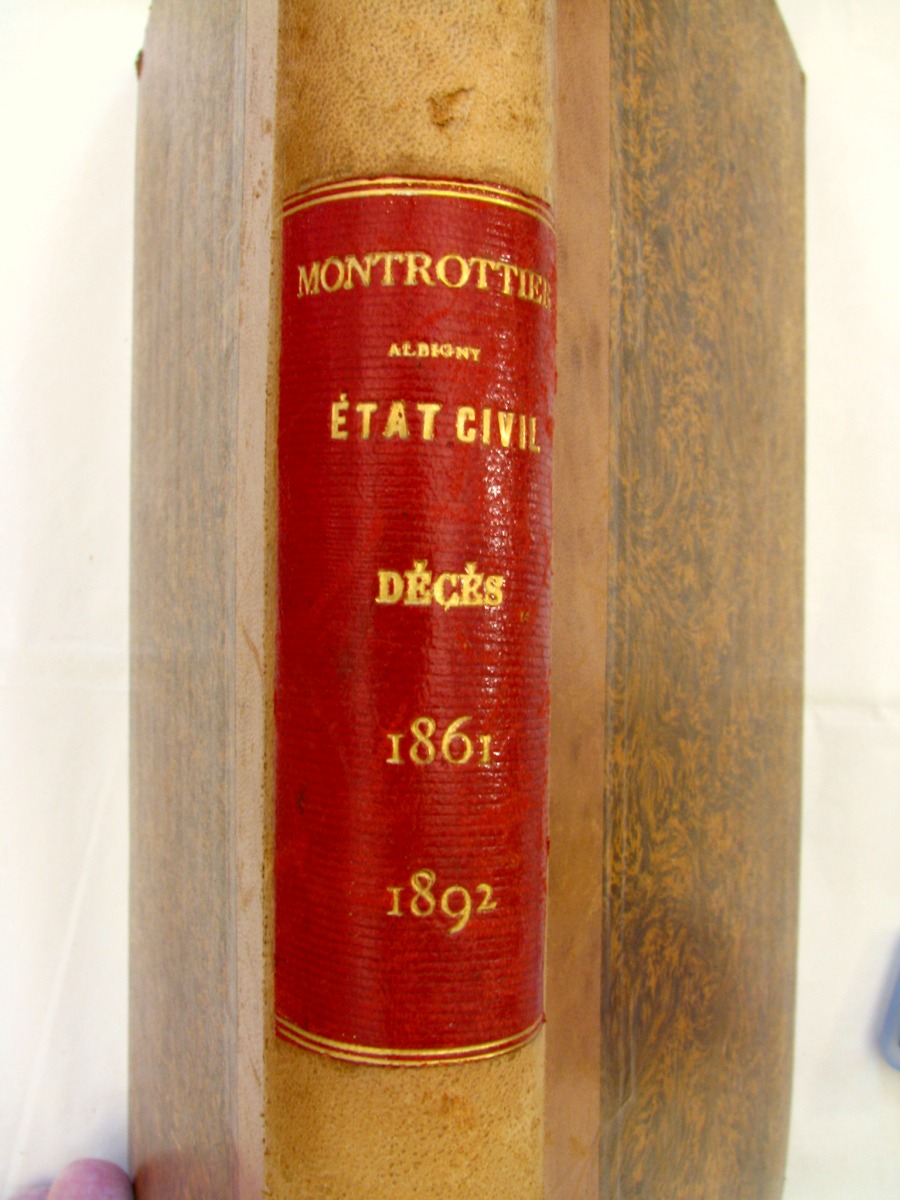 MONTROTTIER
ALBIGNY
ÉTAT CIVIL
DÉCÈS
1861
1892